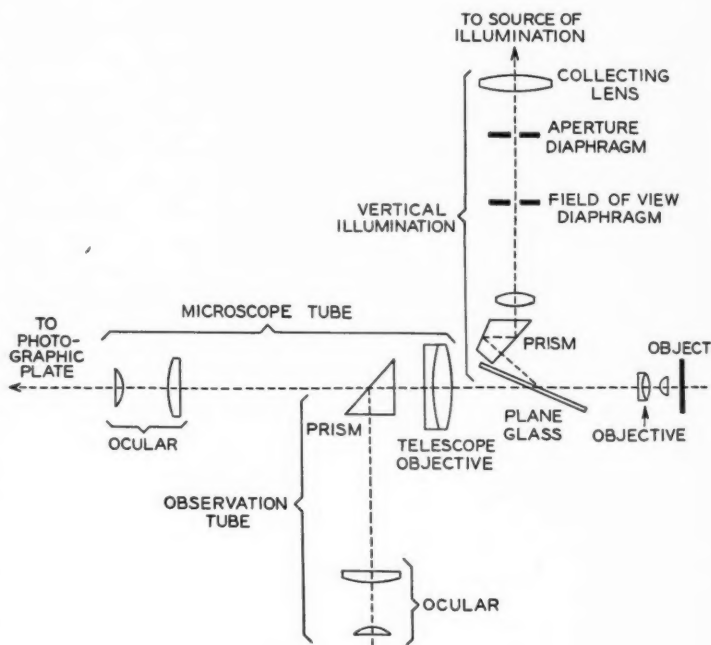 TO SOURCE OF
ILLUMINATION
COLLECTING
LENS
APERTURE
DIAPHRAGM
VERTICAL
ILLUMINATION
FIELD OF VIEW
DIAPHRAGM
MICROSCOPE TUBE
TO
PHOTO-
GRAPHIC
PLATE
PRISM
OBJECT
OCULAR
PRISM
TELESCOPE
OBJECTIVE
PLANE
GLASS
OBJECTIVE
OBSERVATION
TUBE
OCULAR